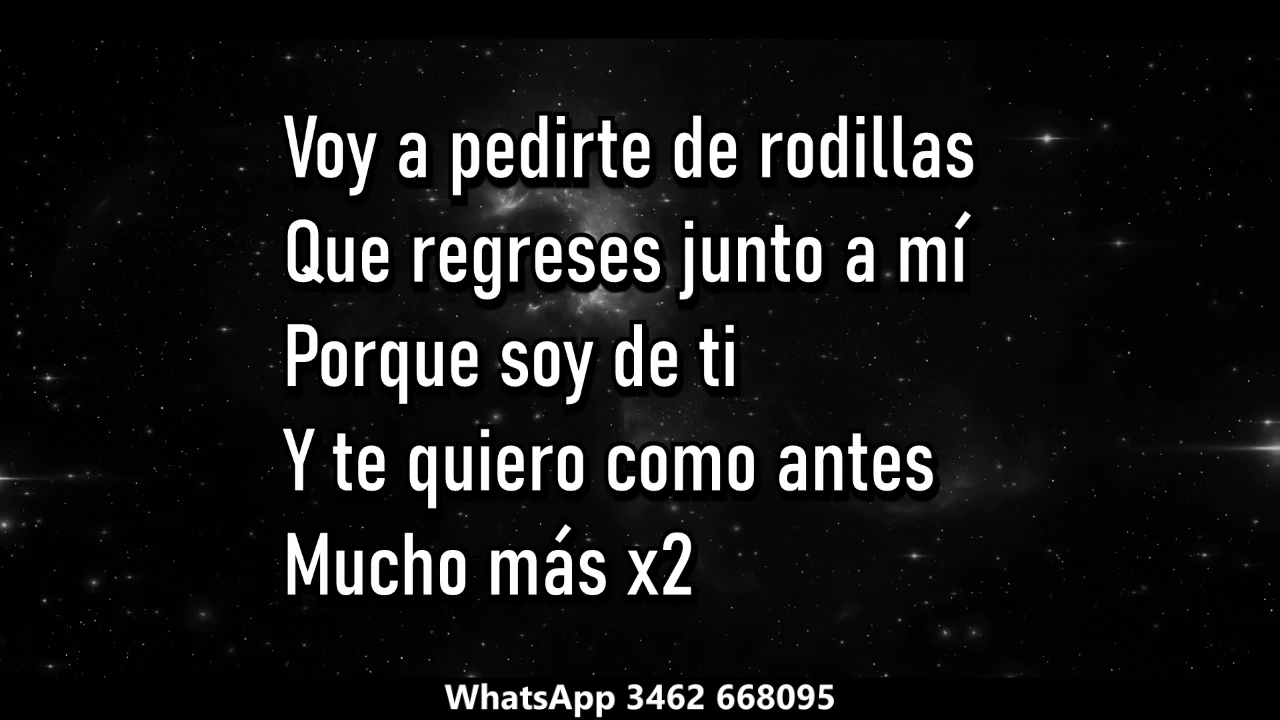 Voy a pedirte de rodillas
Que regreses junto a mí
Porque soy de ti
Y te quiero como antes
Mucho más x2
WhatsApp 3462 668095